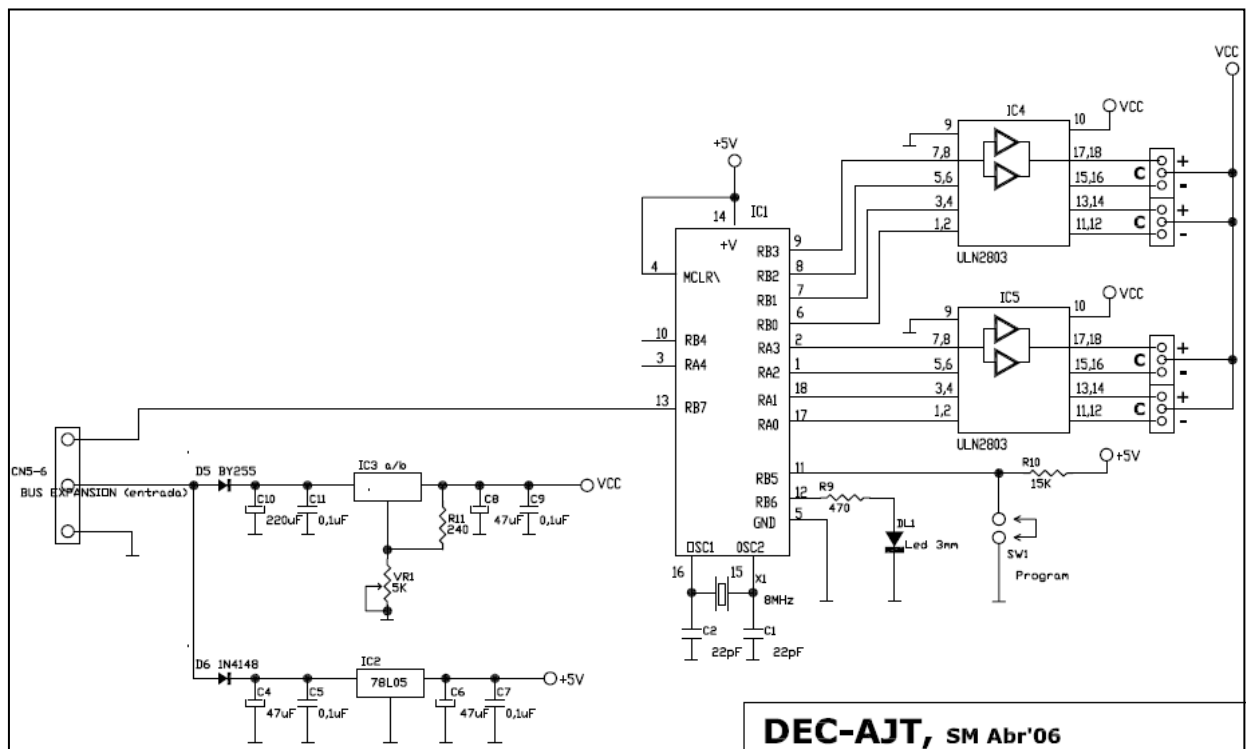 VCC
IC4
9
10
VCC
7,8
17,18
+
C
5,6
15,16
-
3,4
13,14
+
C
1,2
11,12
-
ULN2803
+5V
14
IC1
+V
4
MCLR\
RB3
9
RB2
8
RB1
7
RB0
6
10
RB4
3
RA4
RA3
2
RA2
1
13
RB7
RA1
18
RA0
17
IC5
9
10
VCC
7,8
17,18
+
C
5,6
15,16
-
3,4
13,14
+
C
1,2
11,12
-
ULN2803
RB5
11
R10
15K
+5V
RB6
12
R9
470
GND
5
DL1
Led 3mm
SW1
Program
OSC1
OSC2
16
15
X1
8MHz
C2
22pF
C1
22pF
CN5-6
BUS EXPANSION (entrada)
D5 BY255
IC3 a/b
VCC
C10
220uF
C11
0,1uF
R11
240
C8
47uF
C9
0,1uF
VR1
5K
D6 1N4148
IC2
78L05
+5V
C4
47uF
C5
0,1uF
C6
47uF
C7
0,1uF
DEC-AJT, SM Abr'06